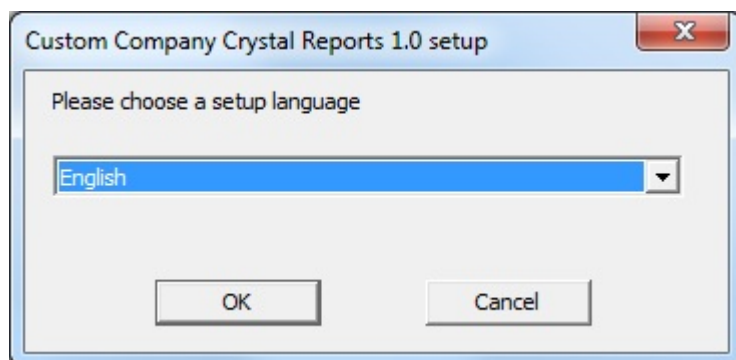 Custom Company Crystal Reports 1.0 setup
Please choose a setup language
English
OK
Cancel